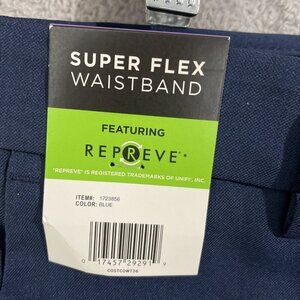 SUPER FLEX
WAISTBAND
FEATURING
REPREVE®*
"REPREVE" IS REGISTERED TRADEMARKS OF UNIFI®, INC.
ITEM#: 1723856
COLOR: BLUE
0 17457 29291 9
COSTCOWT36